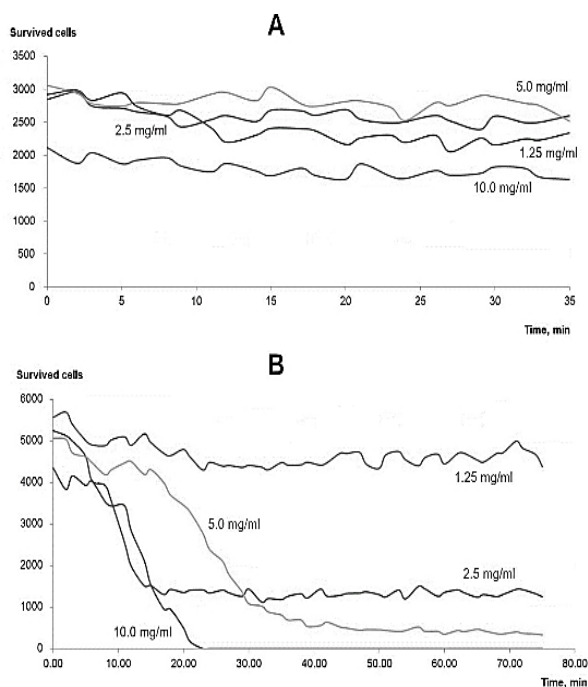 A
Survived cells
3500
3000
2500
2000
1500
1000
500
0
5.0 mg/ml
2.5 mg/ml
1.25 mg/ml
10.0 mg/ml
0 5 10 15 20 25 30 35
Time, min
B
Survived cells
6000
5000
4000
3000
2000
1000
0
1.25 mg/ml
5.0 mg/ml
2.5 mg/ml
10.0 mg/ml
0.00 10.00 20.00 30.00 40.00 50.00 60.00 70.00 80.00
Time, min